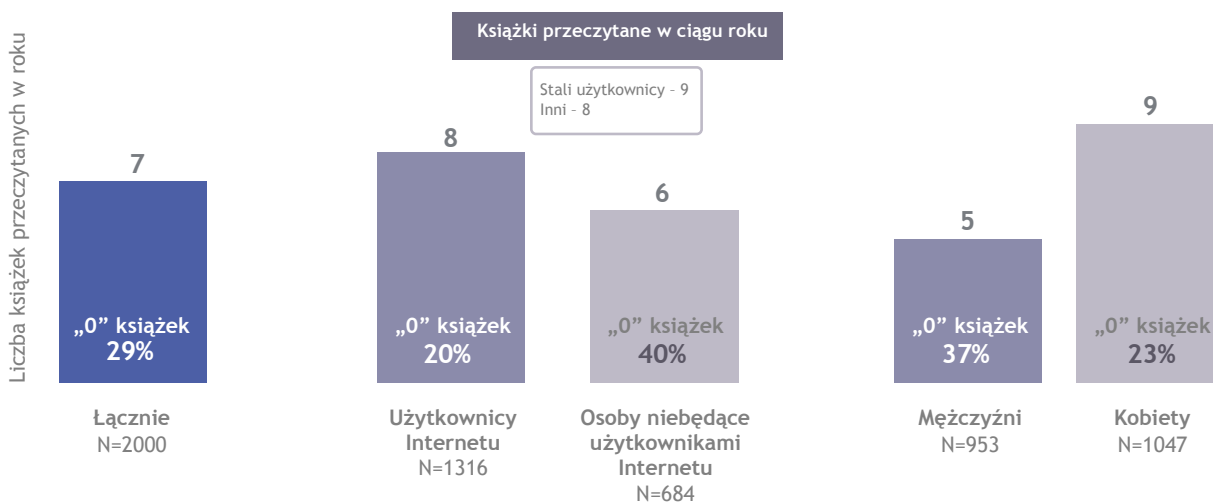 Książki przeczytane w ciągu roku
Stali użytkownicy - 9
Inni - 8
Liczba książek przeczytanych w roku
7
„0” książek
29%
Łącznie
N=2000
8
„0” książek
20%
Użytkownicy
Internetu
N=1316
6
„0” książek
40%
Osoby niebędące
użytkownikami
Internetu
N=684
5
„0” książek
37%
Mężczyźni
N=953
9
„0” książek
23%
Kobiety
N=1047